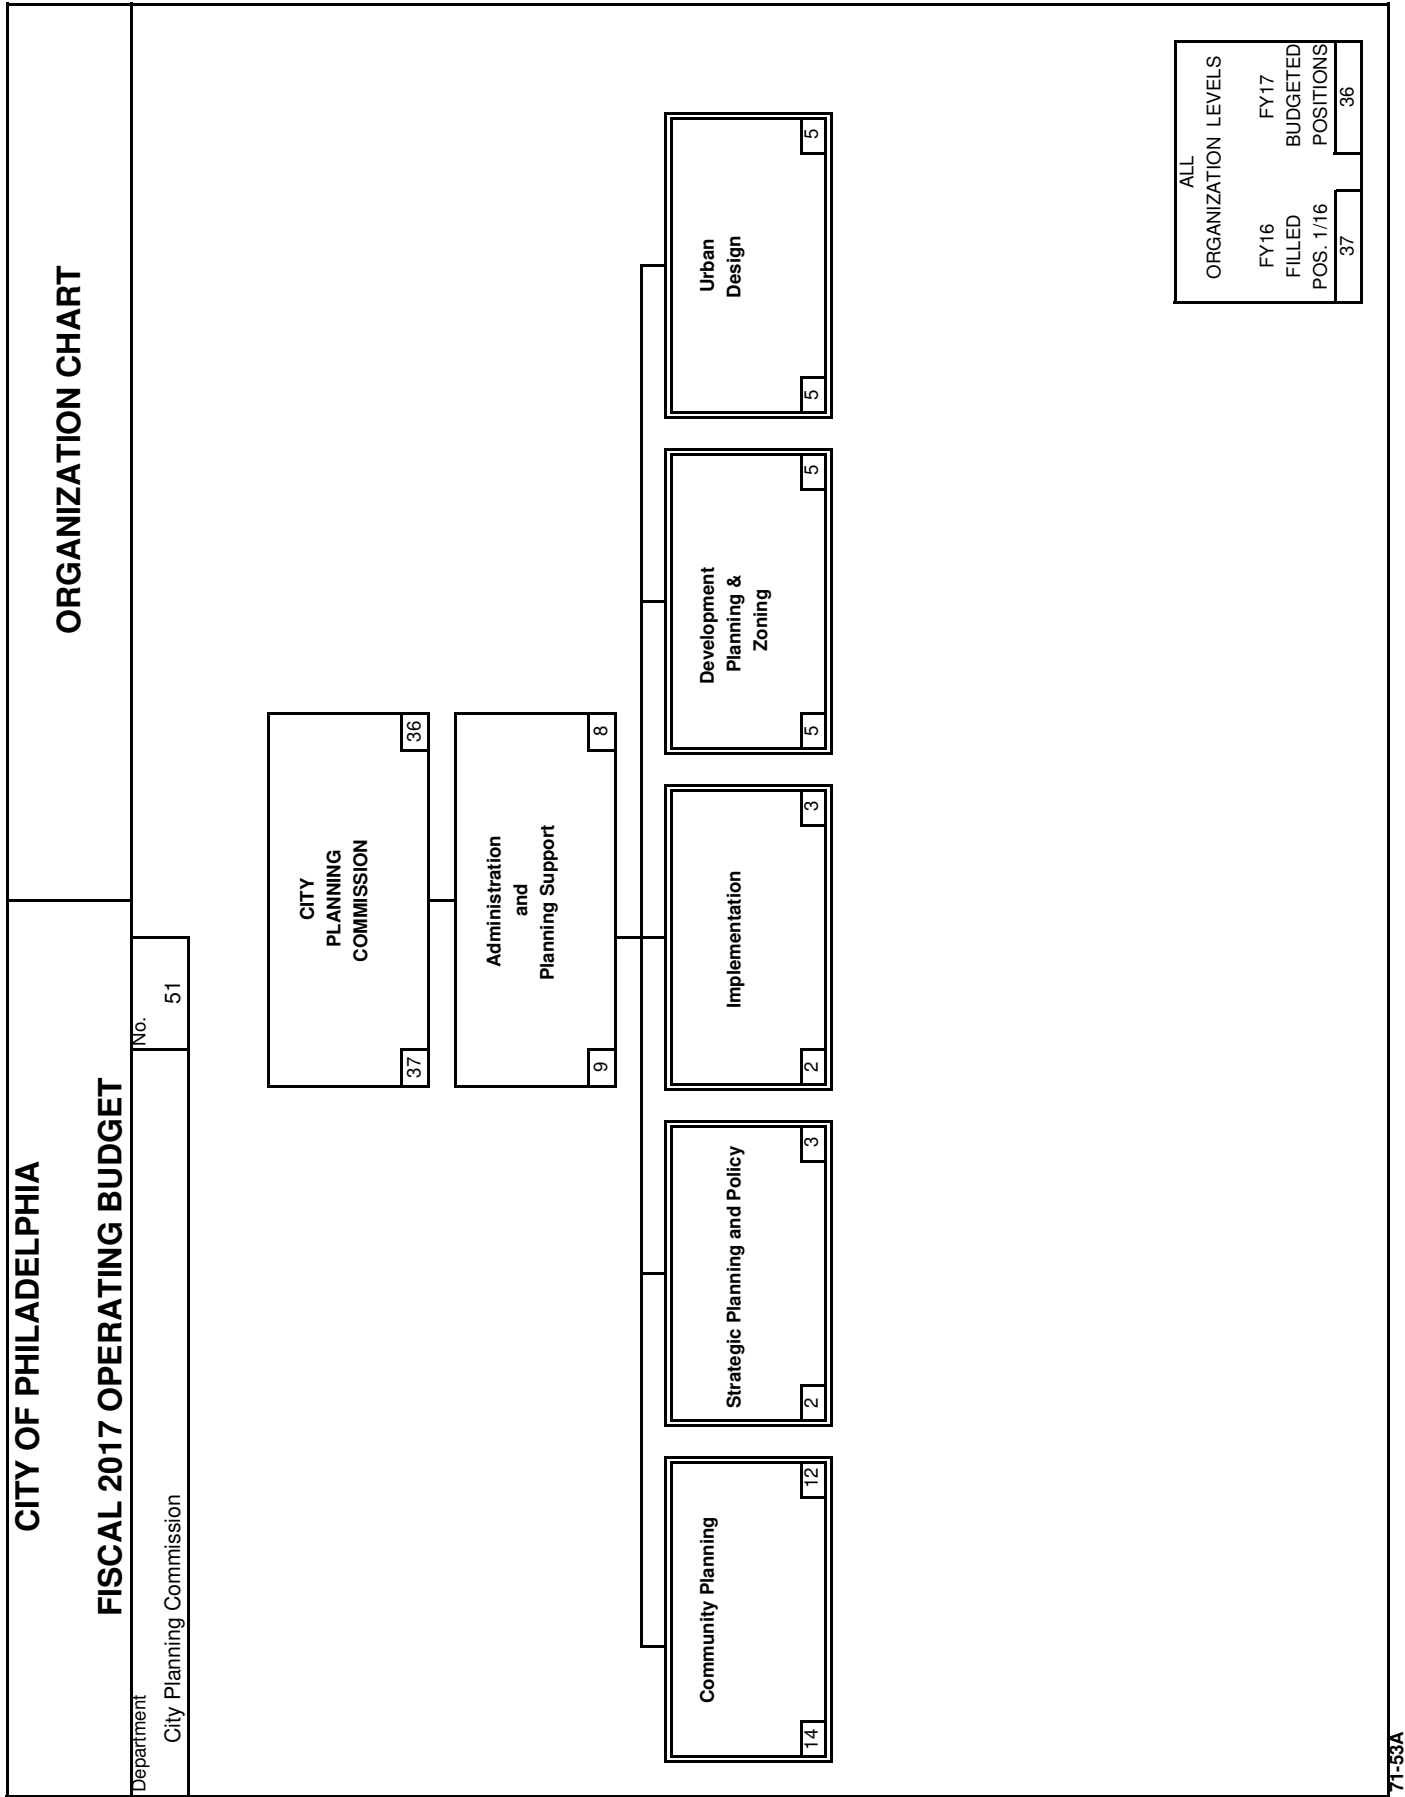 CITY OF PHILADELPHIA
FISCAL 2017 OPERATING BUDGET
ORGANIZATION CHART
Department
City Planning Commission
No.
51
CITY
PLANNING
COMMISSION
37
36
Administration
and
Planning Support
9
8
Community Planning
14
12
Strategic Planning and Policy
2
3
Implementation
2
3
Development
Planning &
Zoning
5
5
Urban
Design
5
5
ALL
ORGANIZATION LEVELS
FY16
FILLED
POS. 1/16
37
FY17
BUDGETED
POSITIONS
36
71-53A